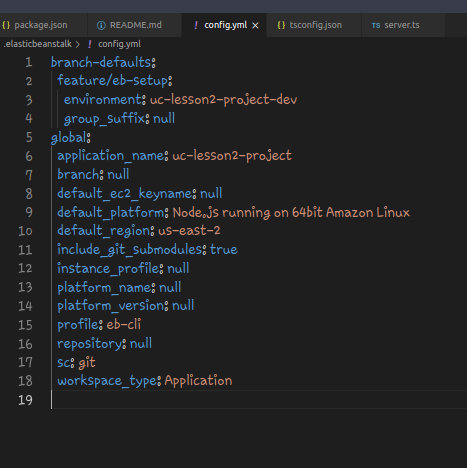 {} package.json
README.md
! config.yml ×
{} tsconfig.json
TS server.ts
.elasticbeanstalk > ! config.yml
1 branch-defaults:
2 feature/eb-setup:
3 environment: uc-lesson2-project-dev
4 group_suffix: null
5 global:
6 application_name: uc-lesson2-project
7 branch: null
8 default_ec2_keyname: null
9 default_platform: Node.js running on 64bit Amazon Linux
10 default_region: us-east-2
11 include_git_submodules: true
12 instance_profile: null
13 platform_name: null
14 platform_version: null
15 profile: eb-cli
16 repository: null
17 sc: git
18 workspace_type: Application
19